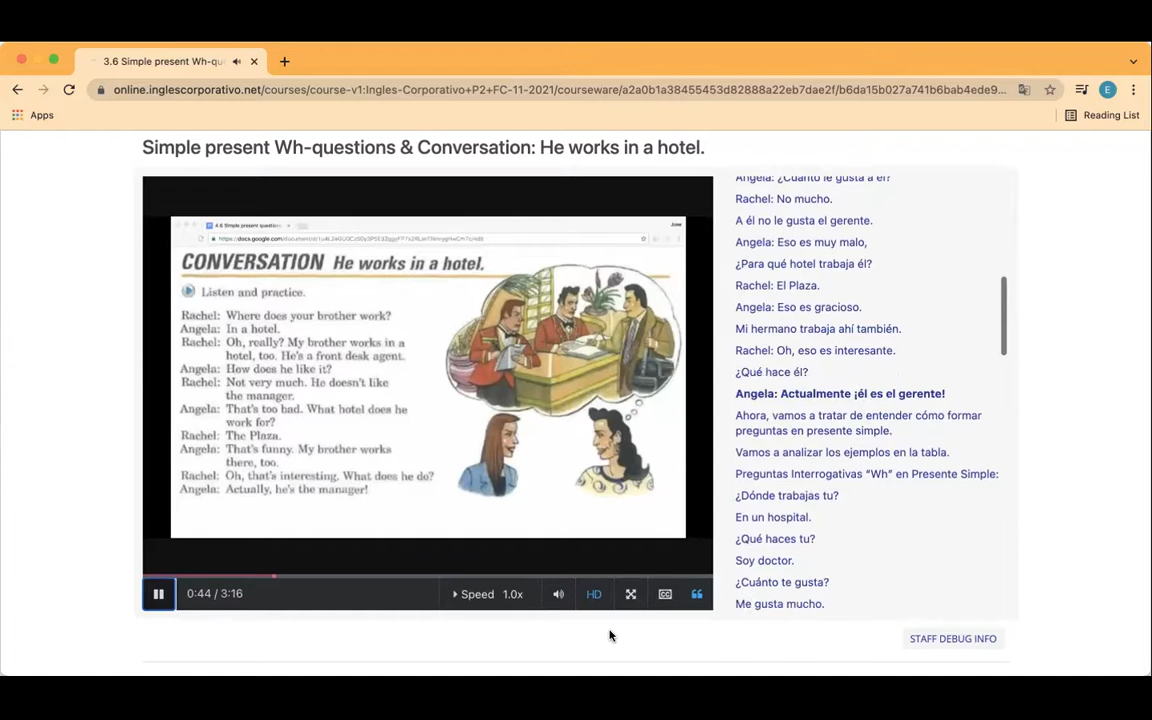 3.6 Simple present Wh-qu
online.inglescorporativo.net/courses/course-v1:Ingles-Corporativo+P2+FC-11-2021/courseware/a2a0b1a38455453d82888a22eb7dae2f/b6da15b027a741b6bab4ede9...
E
Apps
Reading List
Simple present Wh-questions & Conversation: He works in a hotel.
CONVERSATION He works in a hotel.
Listen and practice.
Rachel: Where does your brother work?
Angela: In a hotel.
Rachel: Oh, really? My brother works in a
hotel, too. He's a front desk agent.
Angela: How does he like it?
Rachel: Not very much. He doesn't like
the manager.
Angela: That's too bad. What hotel does he
work for?
Rachel: The Plaza.
Angela: That's funny. My brother works
there, too.
Rachel: Oh, that's interesting. What does he do?
Angela: Actually, he's the manager!
0:44 / 3:16
Speed 1.0x
HD
CC
Angela: ¿Cuánto le gusta a él?
Rachel: No mucho.
A él no le gusta el gerente.
Angela: Eso es muy malo,
¿Para qué hotel trabaja él?
Rachel: El Plaza.
Angela: Eso es gracioso.
Mi hermano trabaja ahí también.
Rachel: Oh, eso es interesante.
¿Qué hace él?
Angela: Actualmente ¡él es el gerente!
Ahora, vamos a tratar de entender cómo formar
preguntas en presente simple.
Vamos a analizar los ejemplos en la tabla.
Preguntas Interrogativas “Wh” en Presente Simple:
¿Dónde trabajas tu?
En un hospital.
¿Qué haces tu?
Soy doctor.
¿Cuánto te gusta?
Me gusta mucho.
STAFF DEBUG INFO